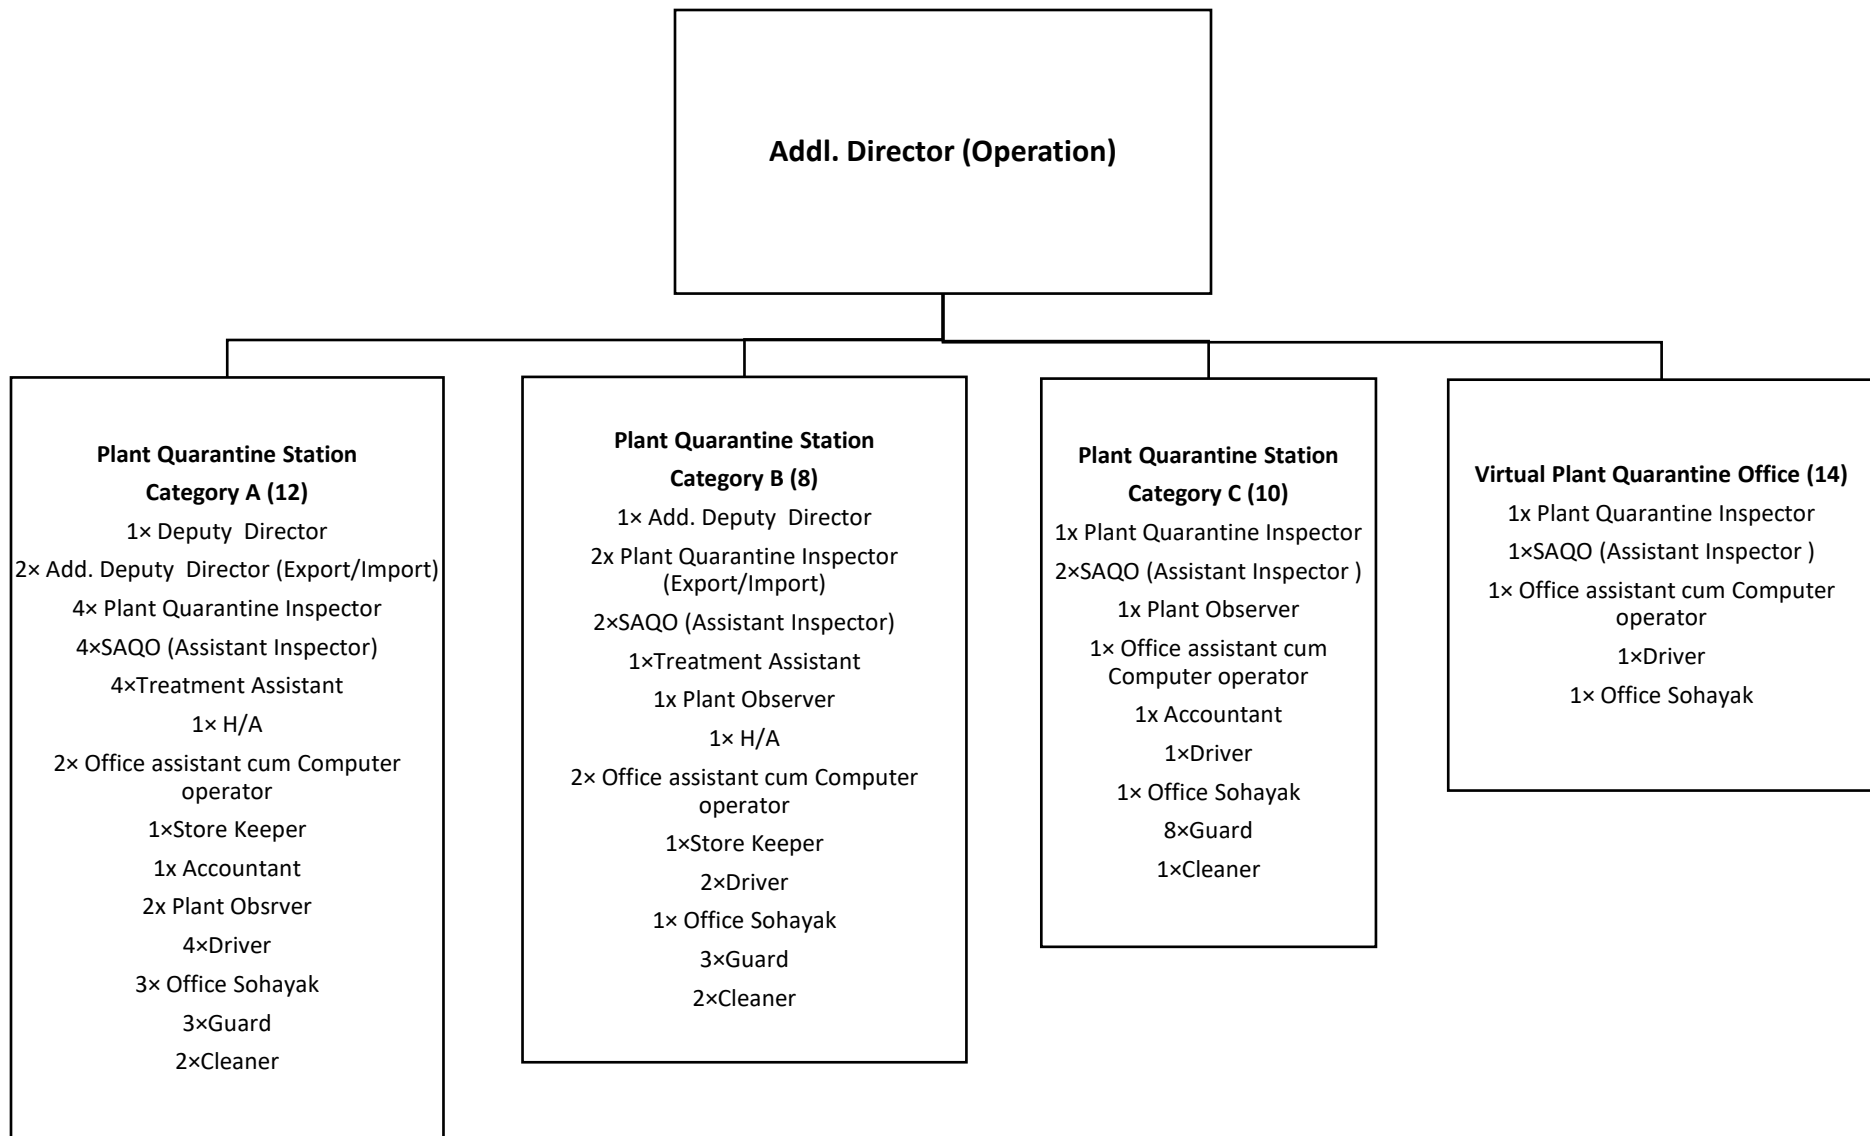 Addl. Director (Operation)
Plant Quarantine Station
Category A (12)
1× Deputy  Director
2× Add. Deputy  Director (Export/Import)
4× Plant Quarantine Inspector
4×SAQO (Assistant Inspector)
4×Treatment Assistant
1× H/A
2× Office assistant cum Computer
operator
1×Store Keeper
1x Accountant
2x Plant Obsrver
4×Driver
3× Office Sohayak
3×Guard
2×Cleaner
Plant Quarantine Station
Category B (8)
1× Add. Deputy  Director
2x Plant Quarantine Inspector
(Export/Import)
2×SAQO (Assistant Inspector)
1×Treatment Assistant
1x Plant Observer
1× H/A
2× Office assistant cum Computer
operator
1×Store Keeper
2×Driver
1× Office Sohayak
3×Guard
2×Cleaner
Plant Quarantine Station
Category C (10)
1x Plant Quarantine Inspector
2×SAQO (Assistant Inspector )
1x Plant Observer
1× Office assistant cum
Computer operator
1x Accountant
1×Driver
1× Office Sohayak
8×Guard
1×Cleaner
Virtual Plant Quarantine Office (14)
1x Plant Quarantine Inspector
1×SAQO (Assistant Inspector )
1× Office assistant cum Computer
operator
1×Driver
1× Office Sohayak